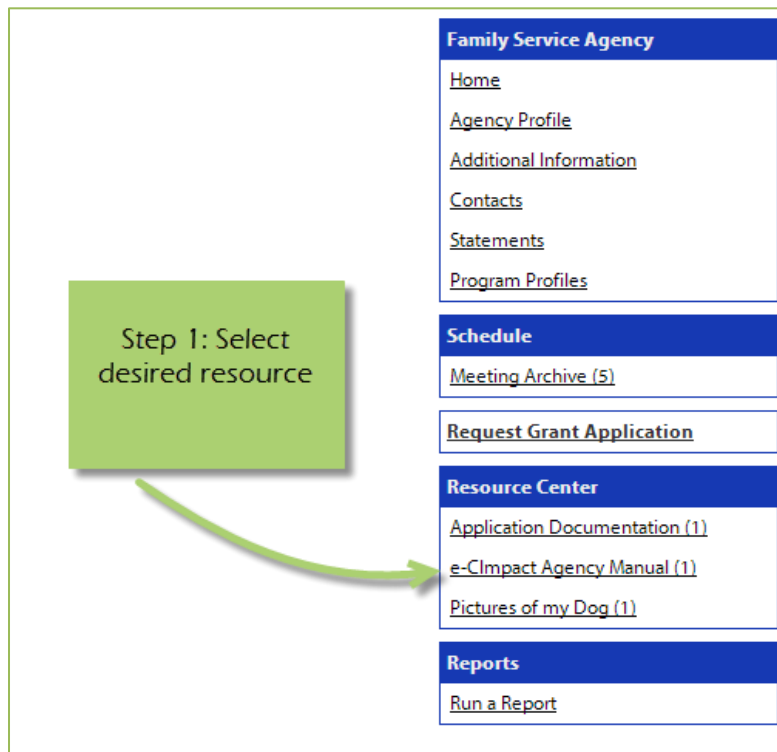 Family Service Agency
Home
Agency Profile
Additional Information
Contacts
Statements
Program Profiles
Step 1: Select
desired resource
Schedule
Meeting Archive (5)
Request Grant Application
Resource Center
Application Documentation (1)
e-CImpact Agency Manual (1)
Pictures of my Dog (1)
Reports
Run a Report